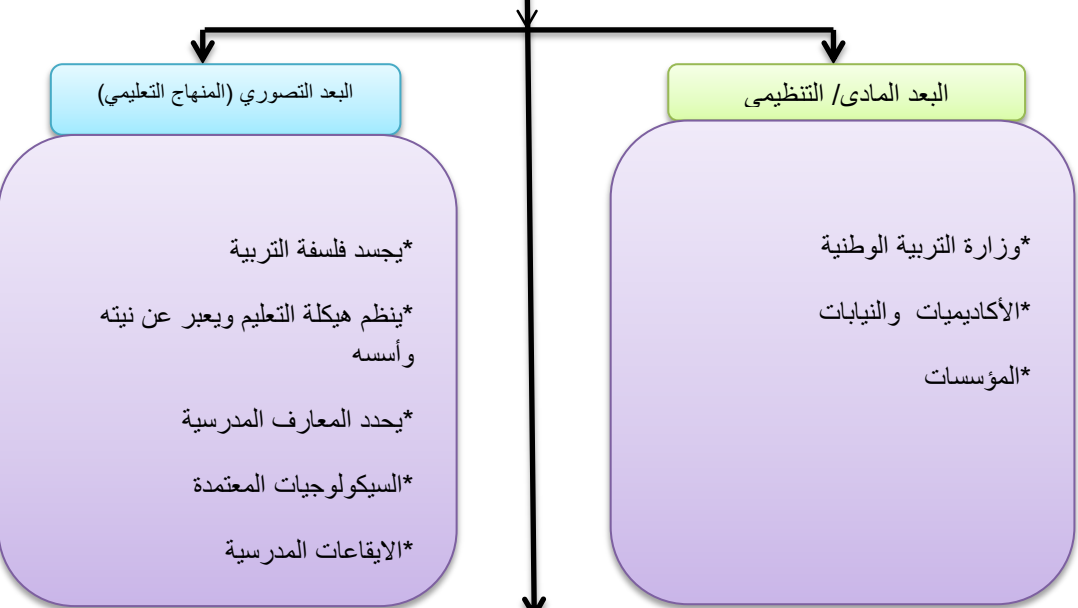 البعد المادى/ التنظيمى
*وزارة التربية الوطنية
*الأكاديميات والنيابات
*المؤسسات
البعد التصوري (المنهاج التعليمي)
*يجسد فلسفة التربية
*ينظم هيكلة التعليم ويعبر عن نيته
وأسسه
*يحدد المعارف المدرسية
*السيكولوجيات المعتمدة
*الايقاعات المدرسية